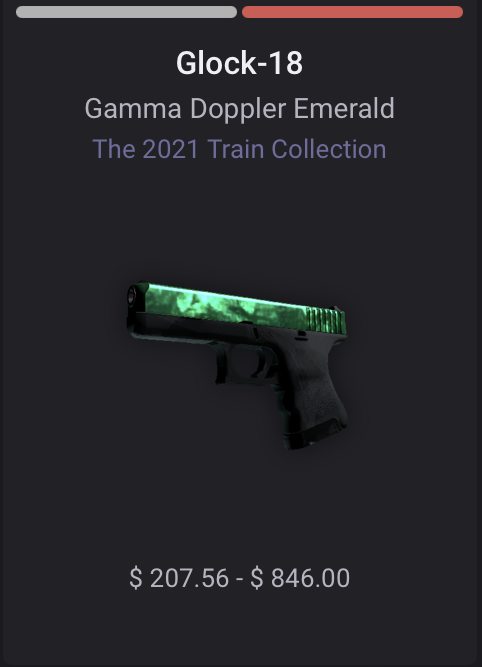 Glock-18
Gamma Doppler Emerald
The 2021 Train Collection
$ 207.56 - $ 846.00